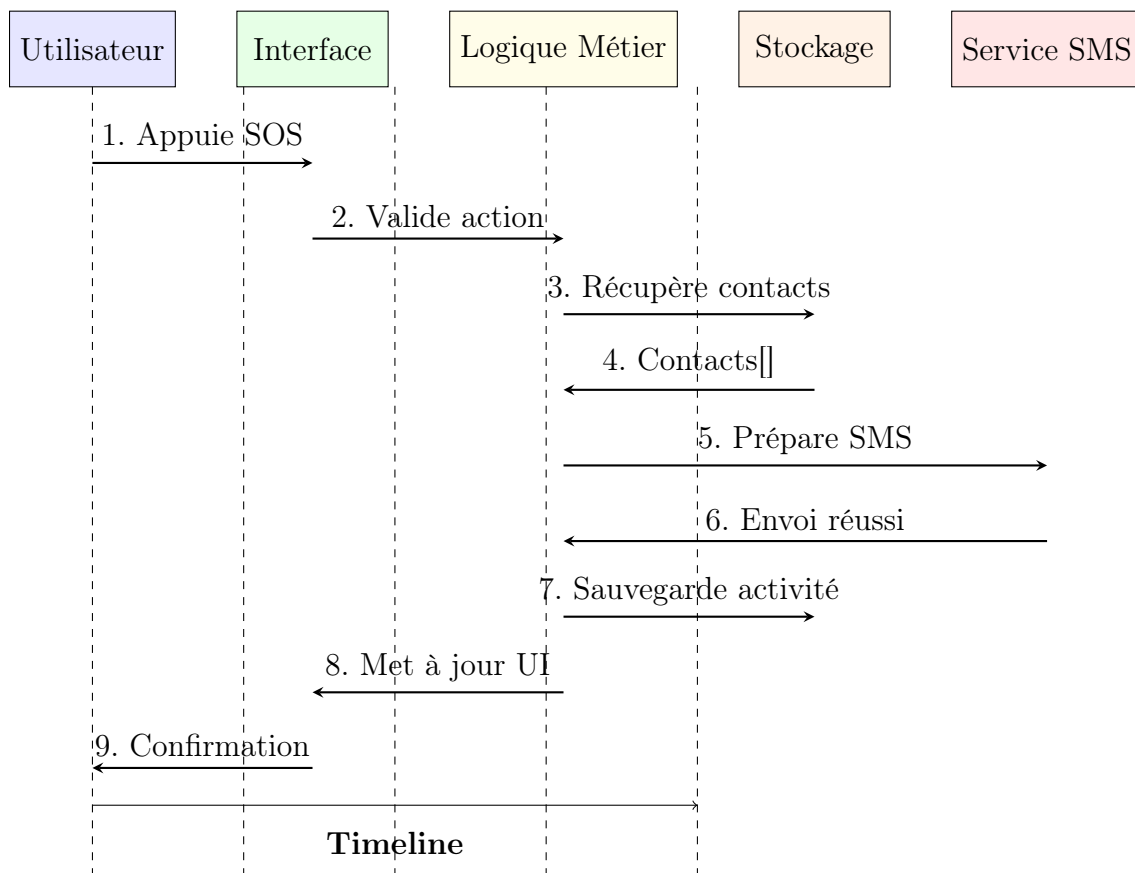 Utilisateur
Interface
Logique Métier
Stockage
Service SMS
1. Appuie SOS
2. Valide action
3. Récupère contacts
4. Contacts[]
5. Prépare SMS
6. Envoi réussi
7. Sauvegarde activité
8. Met à jour UI
9. Confirmation
Timeline